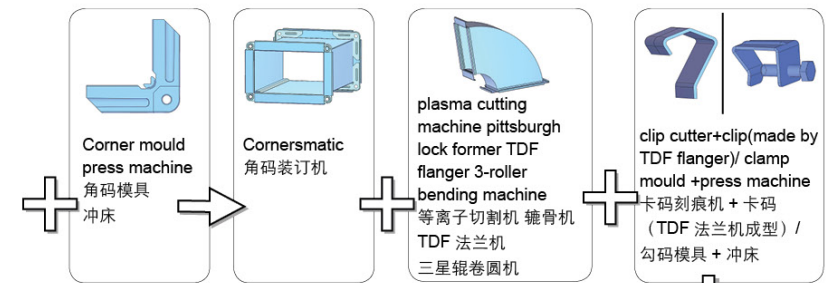 Corner mould
press machine
角码模具
冲床
Cornersmatic
角码装订机
plasma cutting
machine pittsburgh
lock former TDF
flanger 3-roller
bending machine
等离子切割机 辘骨机
TDF 法兰机
三星辊卷圆机
clip cutter+clip(made by
TDF flanger)/ clamp
mould +press machine
卡码刻痕机 + 卡码
（TDF 法兰机成型）/
勾码模具 + 冲床